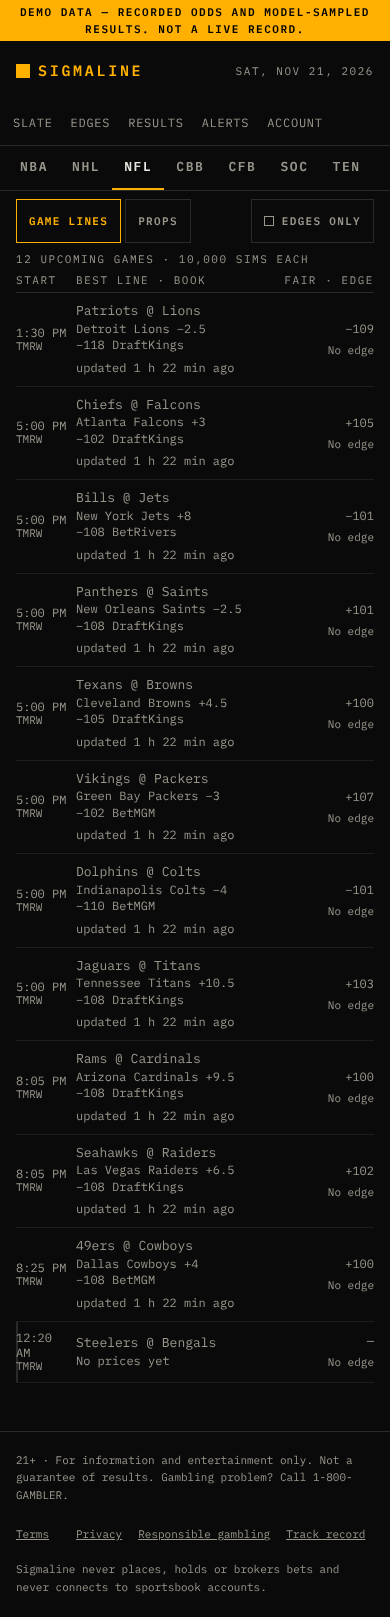 DEMO DATA — RECORDED ODDS AND MODEL-SAMPLED
RESULTS. NOT A LIVE RECORD.
SIGMALINE
SAT, NOV 21, 2026
SLATE EDGES RESULTS ALERTS ACCOUNT
NBA NHL NFL CBB CFB SOC TEN
GAME LINES PROPS EDGES ONLY
12 UPCOMING GAMES · 10,000 SIMS EACH
START BEST LINE · BOOK FAIR · EDGE
1:30 PM
TMRW
Patriots @ Lions
Detroit Lions −2.5
−118 DraftKings
updated 1 h 22 min ago
−109
No edge
5:00 PM
TMRW
Chiefs @ Falcons
Atlanta Falcons +3
−102 DraftKings
updated 1 h 22 min ago
+105
No edge
5:00 PM
TMRW
Bills @ Jets
New York Jets +8
−108 BetRivers
updated 1 h 22 min ago
−101
No edge
5:00 PM
TMRW
Panthers @ Saints
New Orleans Saints −2.5
−108 DraftKings
updated 1 h 22 min ago
+101
No edge
5:00 PM
TMRW
Texans @ Browns
Cleveland Browns +4.5
−105 DraftKings
updated 1 h 22 min ago
+100
No edge
5:00 PM
TMRW
Vikings @ Packers
Green Bay Packers −3
−102 BetMGM
updated 1 h 22 min ago
+107
No edge
5:00 PM
TMRW
Dolphins @ Colts
Indianapolis Colts −4
−110 BetMGM
updated 1 h 22 min ago
−101
No edge
5:00 PM
TMRW
Jaguars @ Titans
Tennessee Titans +10.5
−108 DraftKings
updated 1 h 22 min ago
+103
No edge
8:05 PM
TMRW
Rams @ Cardinals
Arizona Cardinals +9.5
−108 DraftKings
updated 1 h 22 min ago
+100
No edge
8:05 PM
TMRW
Seahawks @ Raiders
Las Vegas Raiders +6.5
−108 DraftKings
updated 1 h 22 min ago
+102
No edge
8:25 PM
TMRW
49ers @ Cowboys
Dallas Cowboys +4
−108 BetMGM
updated 1 h 22 min ago
+100
No edge
12:20
AM
TMRW
Steelers @ Bengals
No prices yet
—
No edge
21+ · For information and entertainment only. Not a
guarantee of results. Gambling problem? Call 1-800-
GAMBLER.
Terms Privacy Responsible gambling Track record
Sigmaline never places, holds or brokers bets and
never connects to sportsbook accounts.